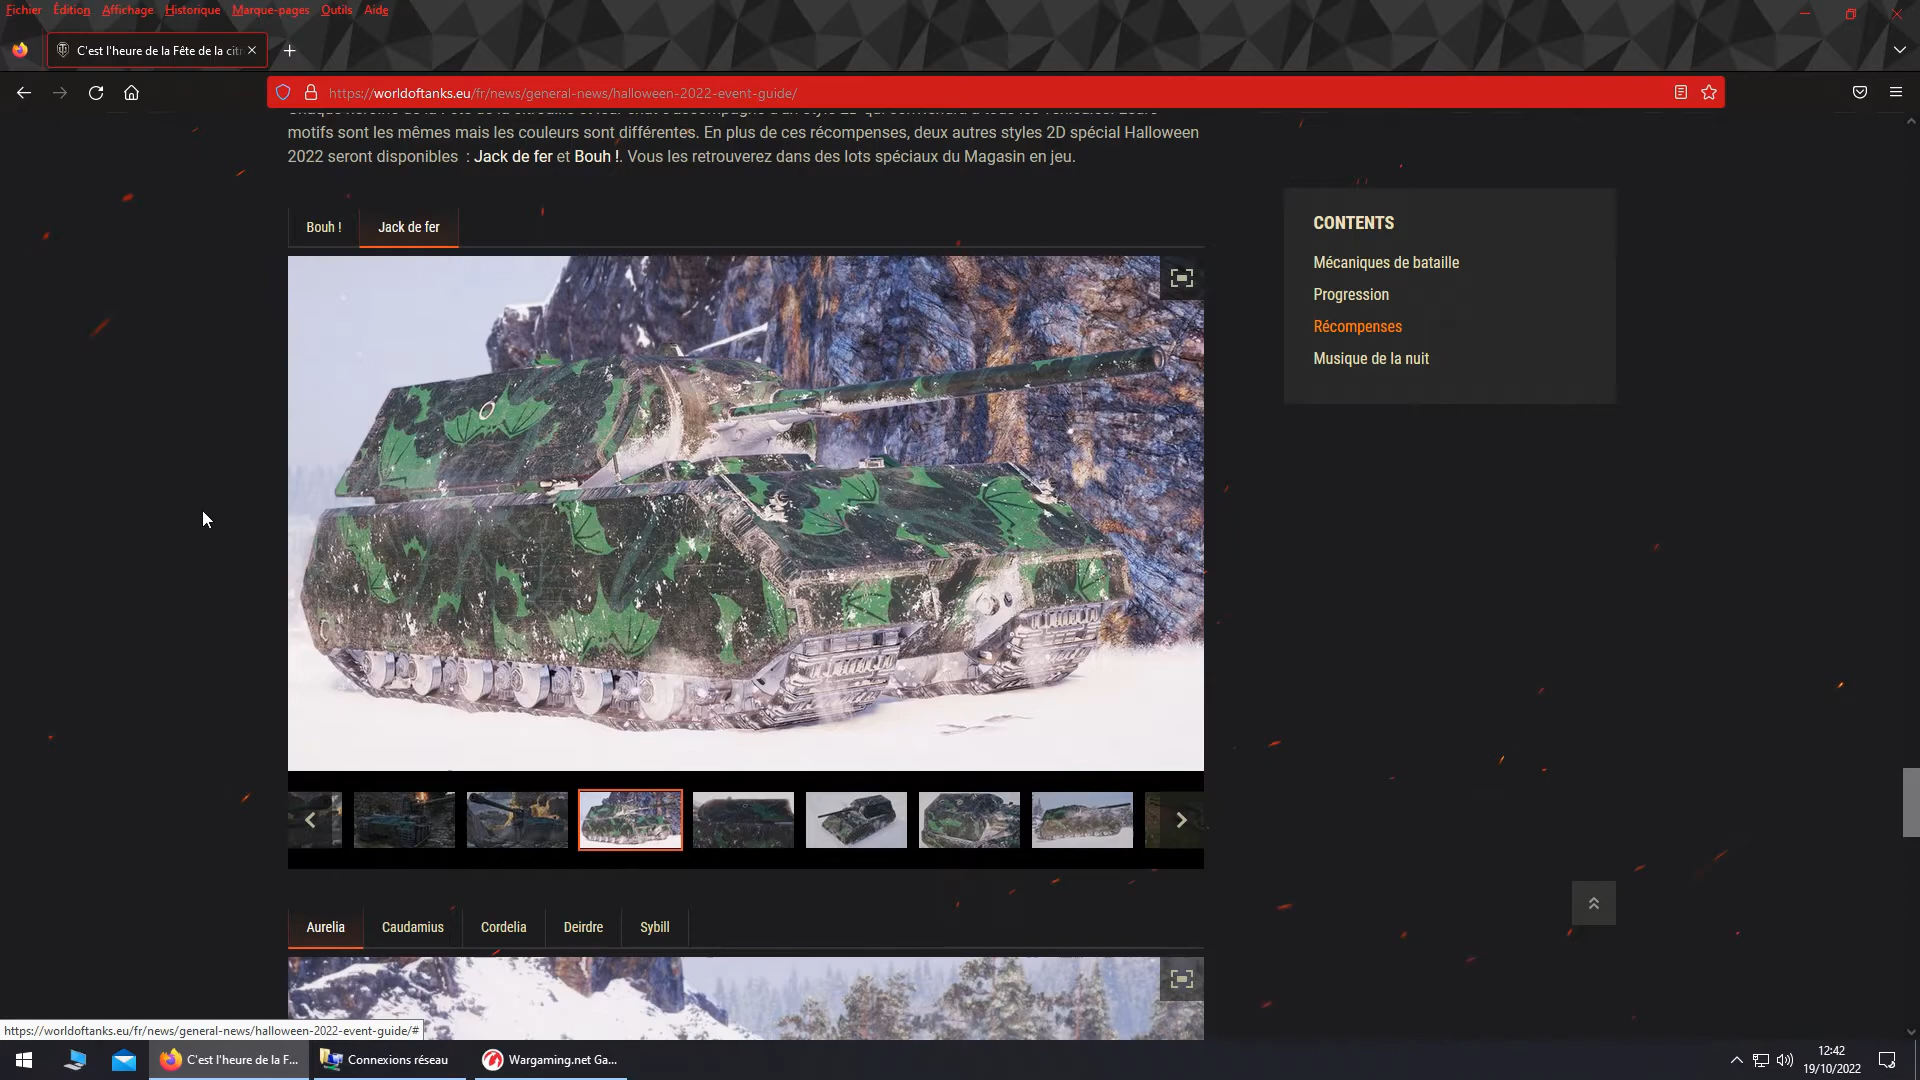 Fichier Édition Affichage Historique Marque-pages Outils Aide
C'est l'heure de la Fête de la citr
https://worldoftanks.eu/fr/news/general-news/halloween-2022-event-guide/
motifs sont les mêmes mais les couleurs sont différentes. En plus de ces récompenses, deux autres styles 2D spécial Halloween
2022 seront disponibles : Jack de fer et Bouh !. Vous les retrouverez dans des lots spéciaux du Magasin en jeu.
Bouh ! Jack de fer
CONTENTS
Mécaniques de bataille
Progression
Récompenses
Musique de la nuit
Aurelia Caudamius Cordelia Deirdre Sybill
https://worldoftanks.eu/fr/news/general-news/halloween-2022-event-guide/#
C'est l'heure de la F... Connexions réseau Wargaming.net Ga...
12:42
19/10/2022